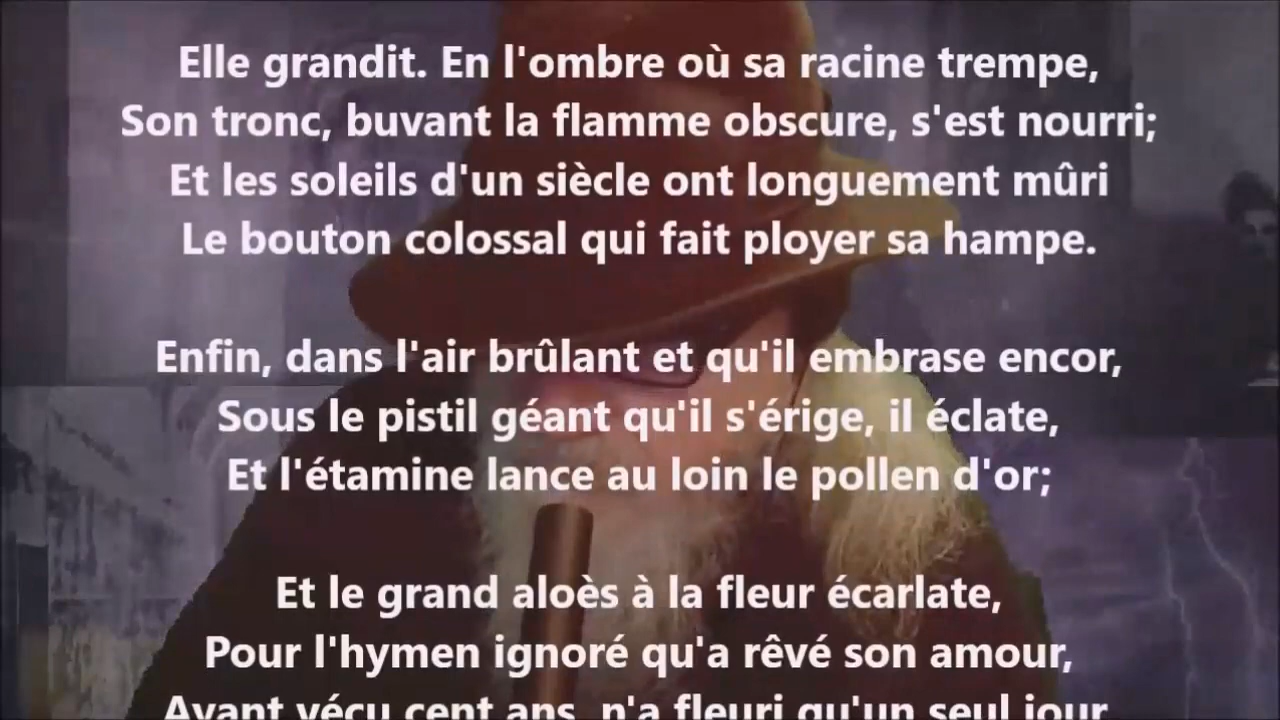 Elle grandit. En l'ombre où sa racine trempe,
Son tronc, buvant la flamme obscure, s'est nourri;
Et les soleils d'un siècle ont longuement mûri
Le bouton colossal qui fait ployer sa hampe.
Enfin, dans l'air brûlant et qu'il embrase encor,
Sous le pistil géant qu'il s'érige, il éclate,
Et l'étamine lance au loin le pollen d'or;
Et le grand aloès à la fleur écarlate,
Pour l'hymen ignoré qu'a rêvé son amour,
Ayant vécu cent ans, n'a fleuri qu'un seul jour